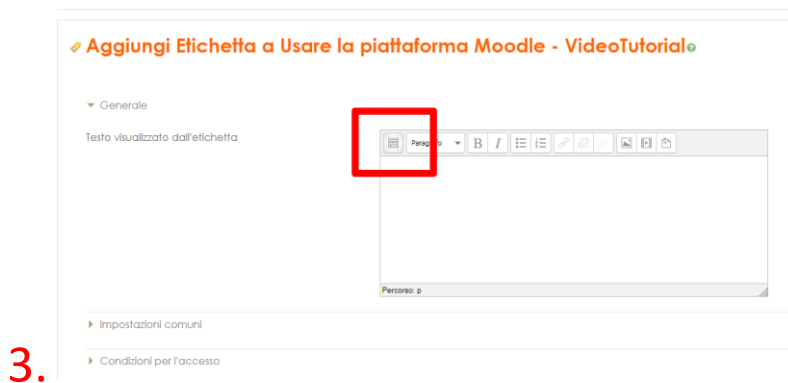 Aggiungi Etichetta a Usare la piattaforma Moodle - VideoTutorial
Generale
Testo visualizzato dall'etichetta
Paragrafo B I
Percorso: p
Impostazioni comuni
3.
Condizioni per l'accesso